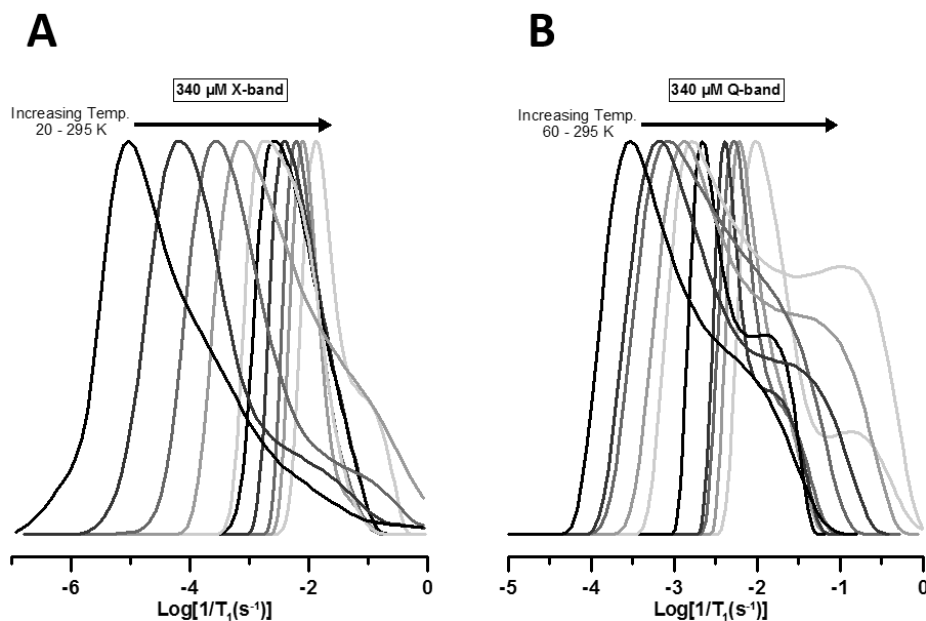 A
340 µM X-band
Increasing Temp.
20 - 295 K
-6
-4
-2
0
Log[1/T₁(s⁻¹)]
B
340 µM Q-band
Increasing Temp.
60 - 295 K
-5
-4
-3
-2
-1
0
Log[1/T₁(s⁻¹)]